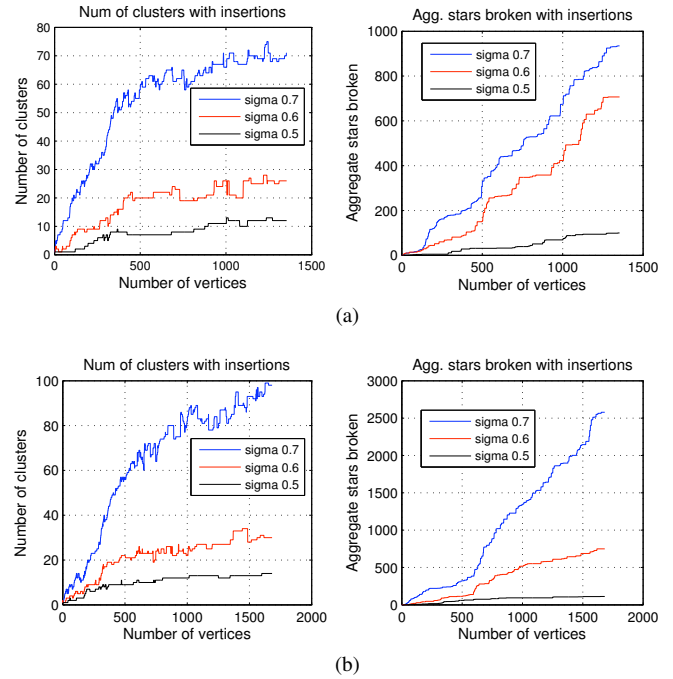 Num of clusters with insertions
Number of clusters
80
70
60
50
40
30
20
10
0
0 500 1000 1500
Number of vertices
sigma 0.7
sigma 0.6
sigma 0.5
Agg. stars broken with insertions
Aggregate stars broken
1000
800
600
400
200
0
0 500 1000 1500
Number of vertices
sigma 0.7
sigma 0.6
sigma 0.5
(a)
Num of clusters with insertions
Number of clusters
100
80
60
40
20
0
0 500 1000 1500 2000
Number of vertices
sigma 0.7
sigma 0.6
sigma 0.5
Agg. stars broken with insertions
Aggregate stars broken
3000
2500
2000
1500
1000
500
0
0 500 1000 1500 2000
Number of vertices
sigma 0.7
sigma 0.6
sigma 0.5
(b)